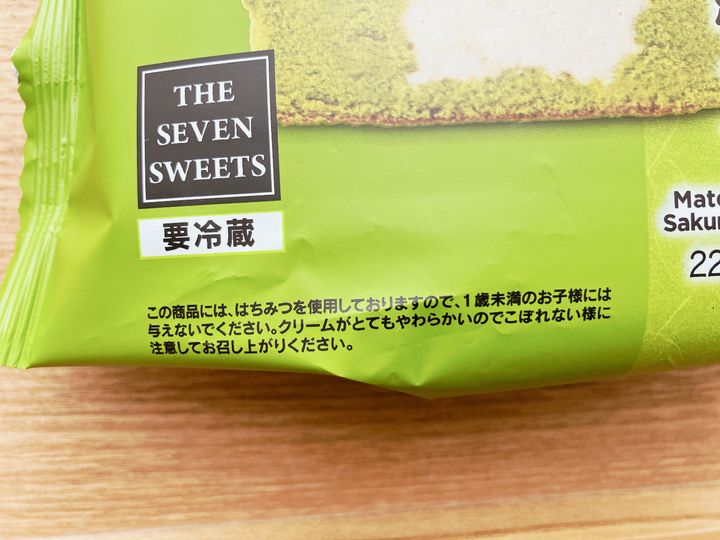 THE
SEVEN
SWEETS
要冷蔵
Sakur
22
この商品には、はちみつを使用しておりますので、1歳未満のお子様には
与えないでください。クリームがとてもやわらかいのでこぼれない様に
注意してお召し上がりください。